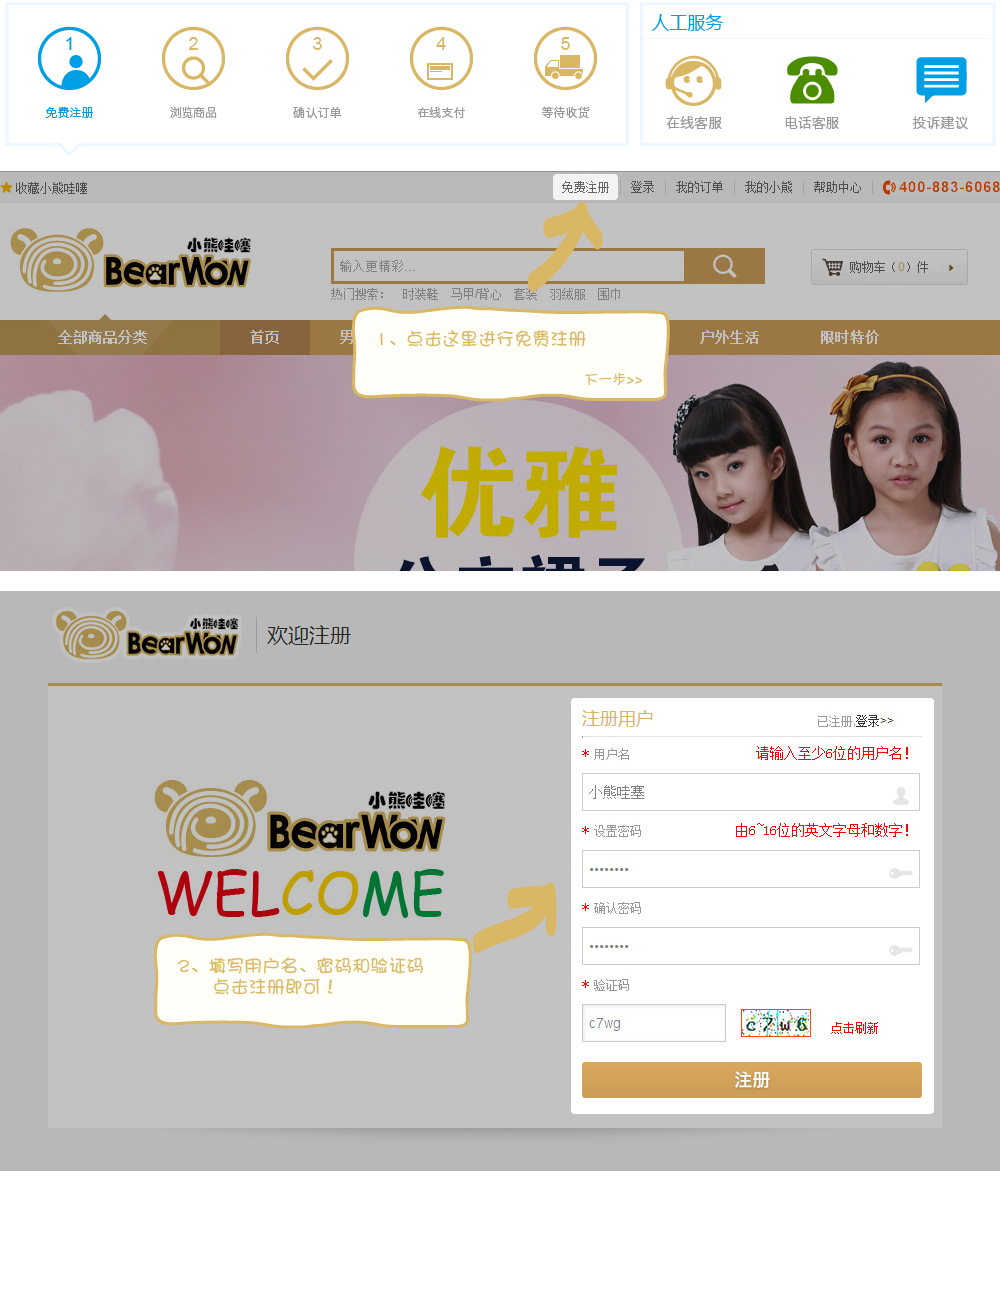 1 2 3 4 5
免费注册 浏览商品 确认订单 在线支付 等待收货
人工服务
在线客服 电话客服 投诉建议
收藏小熊哇噻 免费注册 登录 我的订单 我的小熊 帮助中心 400-883-6068
小熊哇噻
BearWow
输入更精彩... 购物车（0）件
热门搜索： 时装鞋 马甲/背心 套装 羽绒服 围巾
全部商品分类 首页 男 户外生活 限时特价
1、点击这里进行免费注册
下一步>>
优雅
小熊哇噻
BearWow 欢迎注册
注册用户 已注册,登录>>
* 用户名 请输入至少6位的用户名！
小熊哇塞
* 设置密码 由6~16位的英文字母和数字！
••••••••
* 确认密码
••••••••
* 验证码
c7wg c7w6 点击刷新
注册
小熊哇噻
BearWow
WELCOME
2、填写用户名、密码和验证码
点击注册即可！